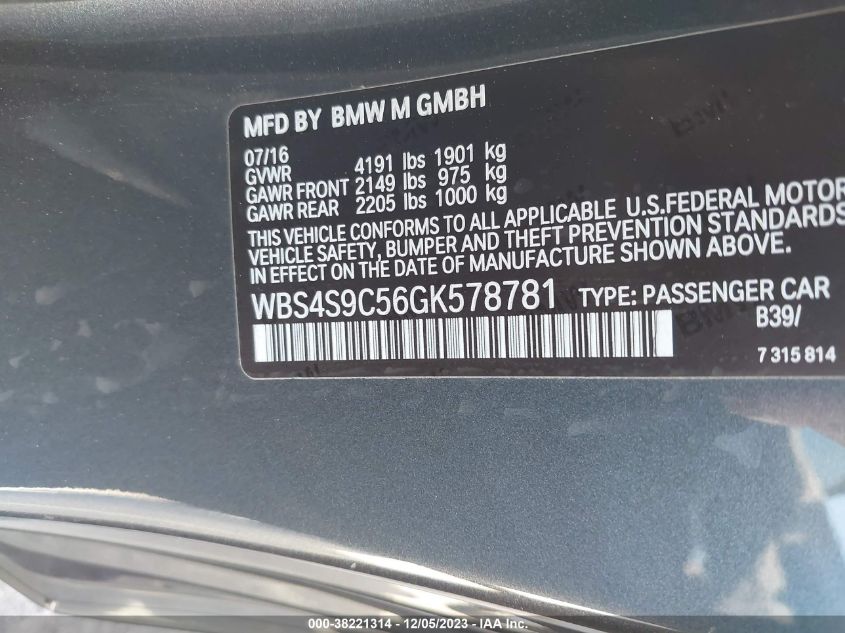 MFD BY BMW M GMBH
07/16
GVWR 4191 lbs 1901 kg
GAWR FRONT 2149 lbs 975 kg
GAWR REAR 2205 lbs 1000 kg
THIS VEHICLE CONFORMS TO ALL APPLICABLE U.S.FEDERAL MOTOR
VEHICLE SAFETY, BUMPER AND THEFT PREVENTION STANDARDS
IN EFFECT ON THE DATE OF MANUFACTURE SHOWN ABOVE.
WBS4S9C56GK578781 TYPE: PASSENGER CAR
B39/
7 315 814
000-38221314 - 12/05/2023 - IAA Inc.